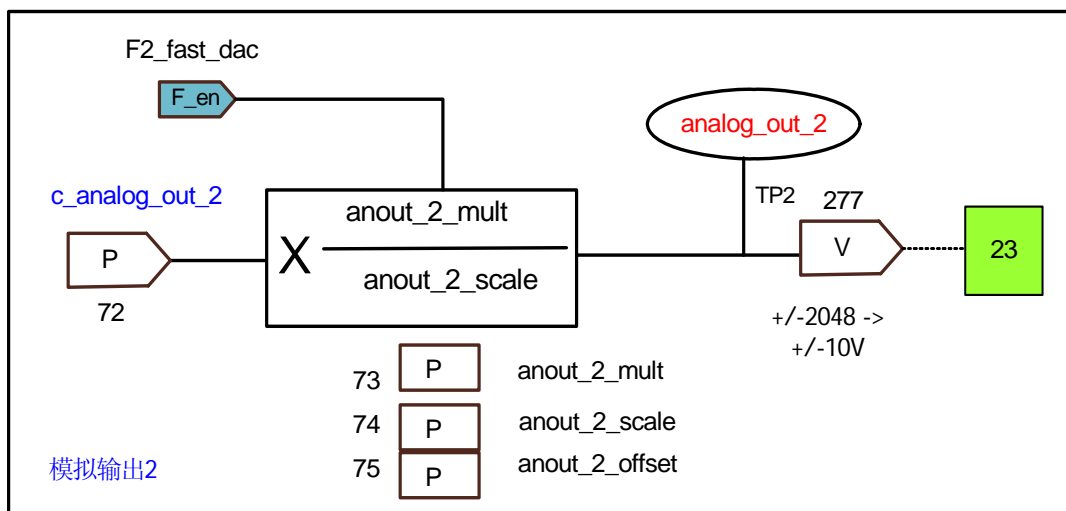 F2_fast_dac
F_en
analog_out_2
c_analog_out_2
P
72
X
anout_2_mult
anout_2_scale
TP2
277
V
23
+/-2048 ->
+/-10V
73 P anout_2_mult
74 P anout_2_scale
75 P anout_2_offset
模拟输出2